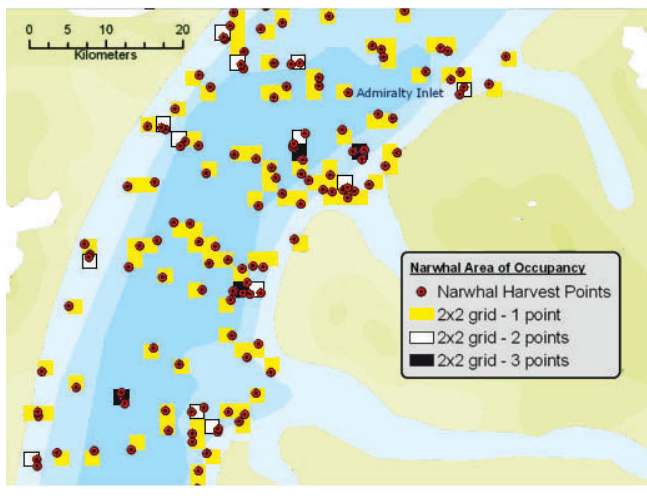 0 5 10 20
Kilometers
Admiralty Inlet
Narwhal Area of Occupancy
Narwhal Harvest Points
2x2 grid - 1 point
2x2 grid - 2 points
2x2 grid - 3 points